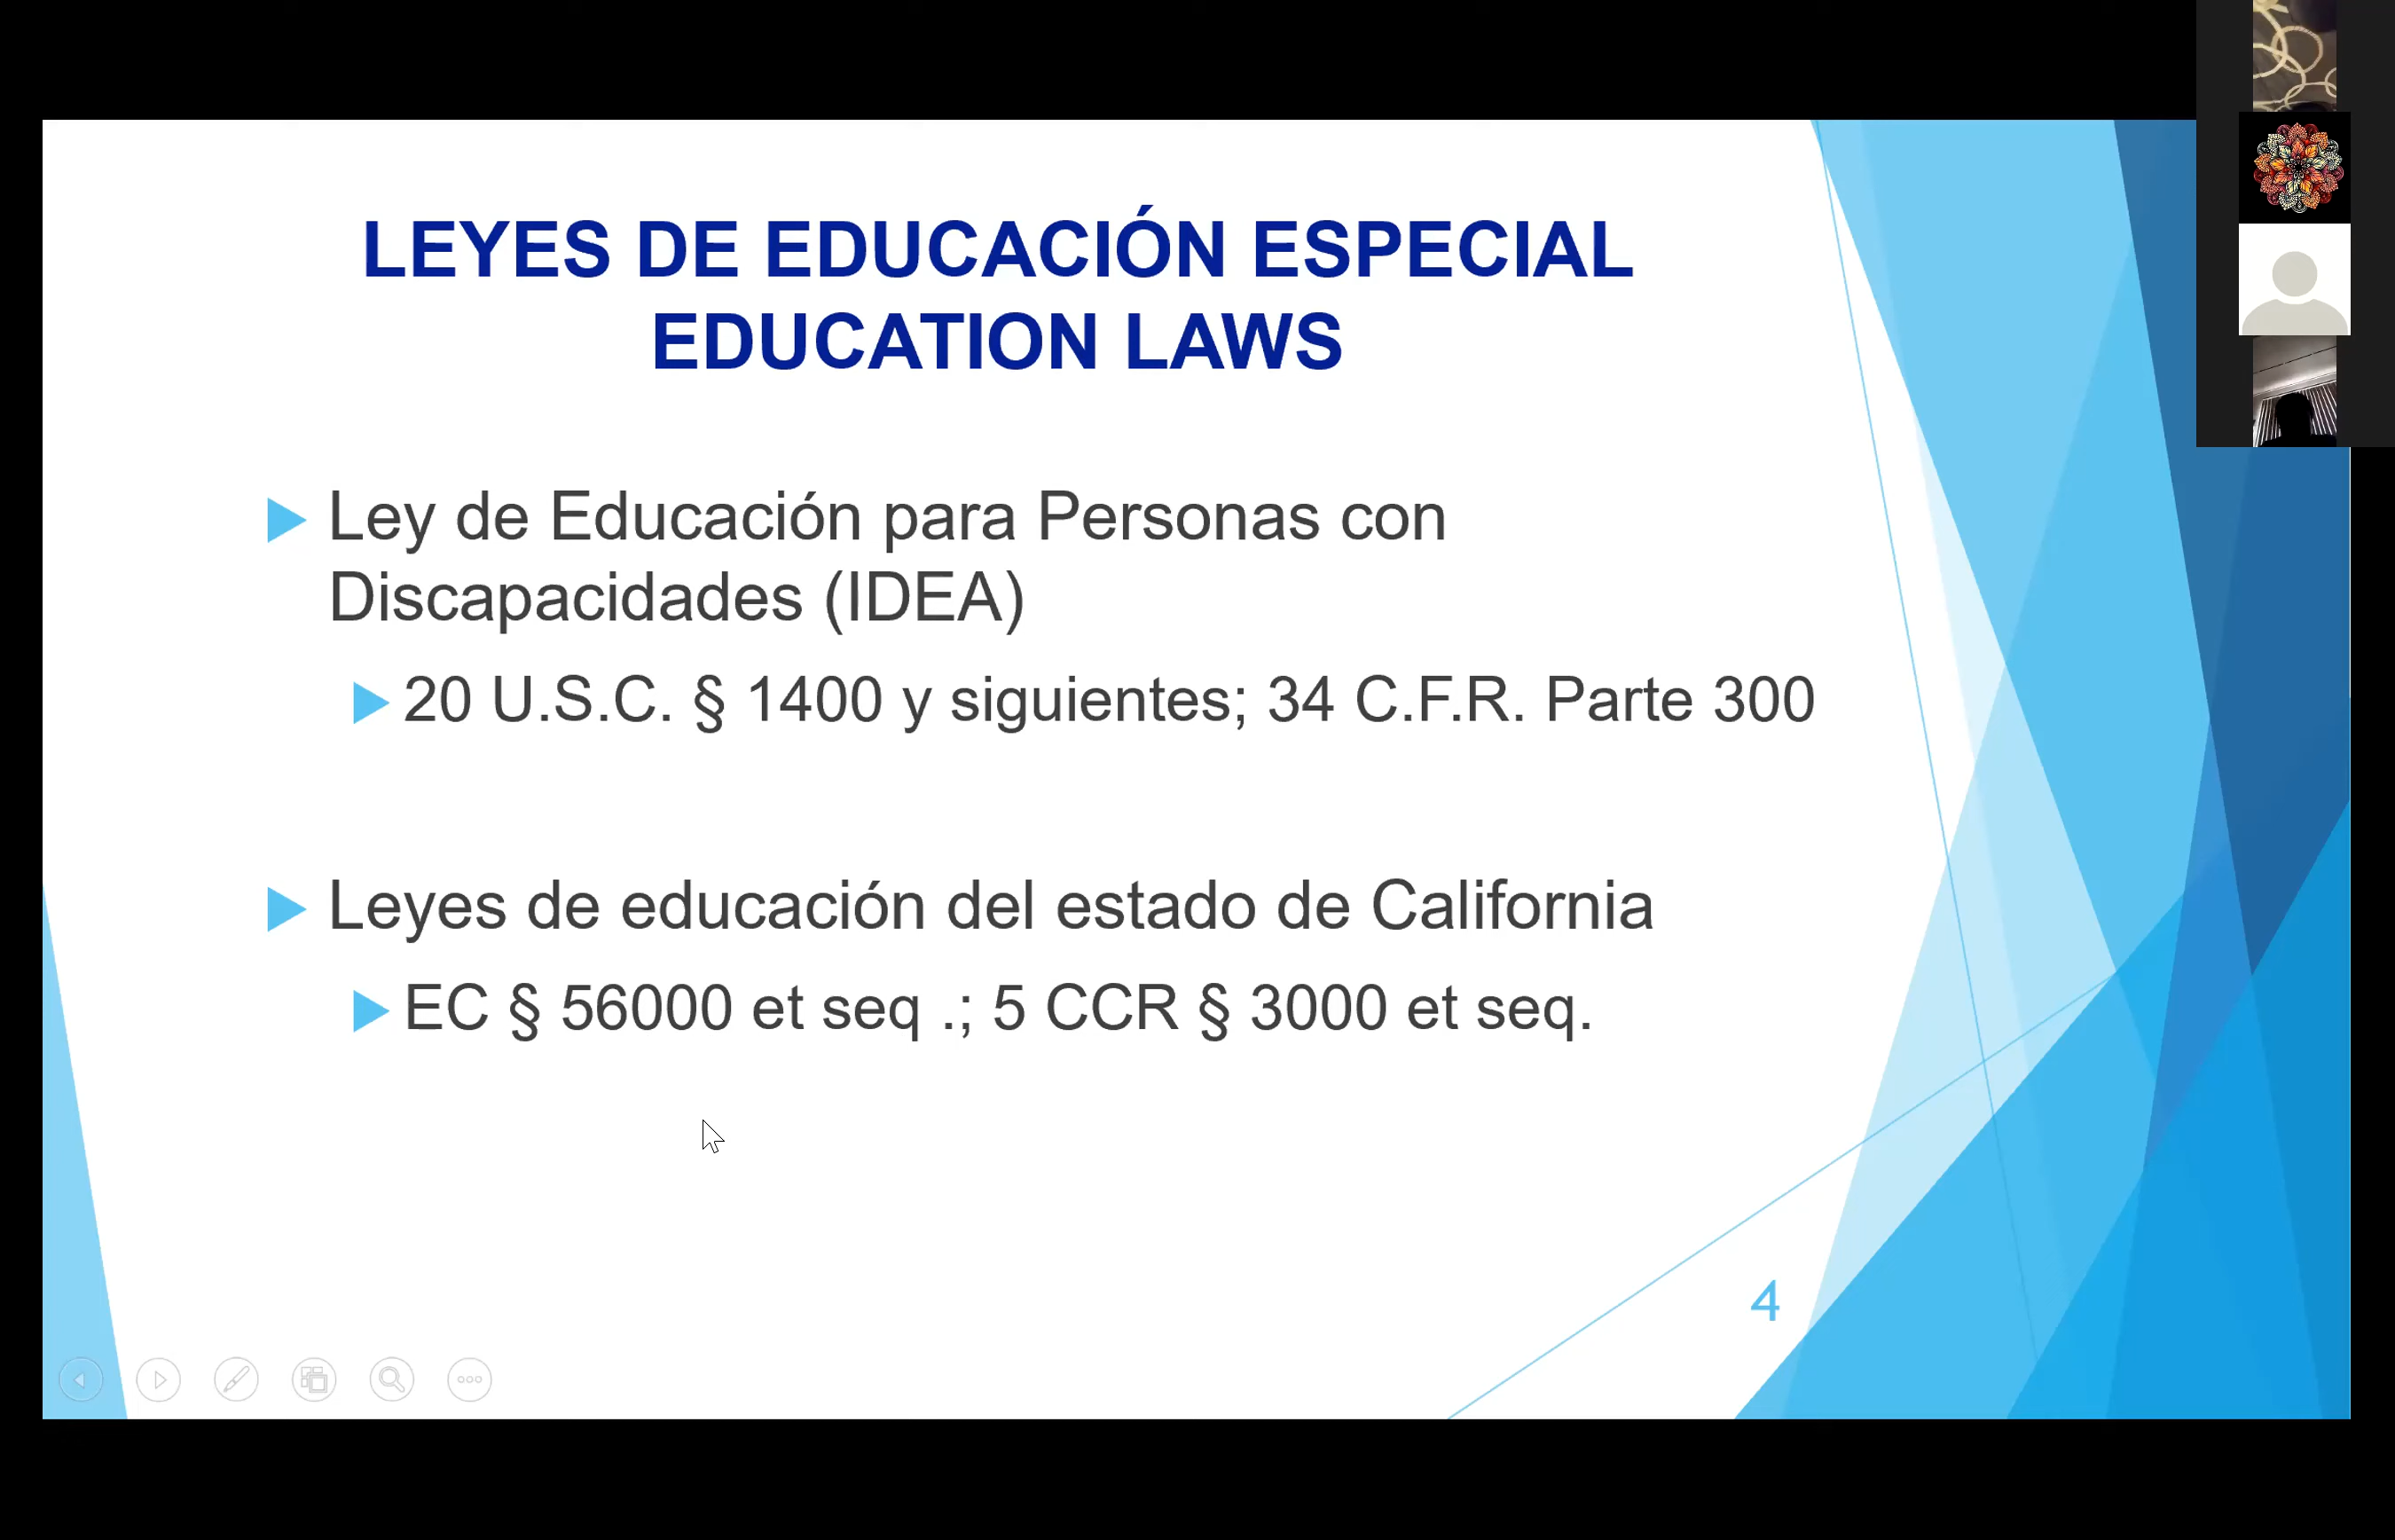 LEYES DE EDUCACIÓN ESPECIAL
EDUCATION LAWS
Ley de Educación para Personas con
Discapacidades (IDEA)
20 U.S.C. § 1400 y siguientes; 34 C.F.R. Parte 300
Leyes de educación del estado de California
EC § 56000 et seq .; 5 CCR § 3000 et seq.
4